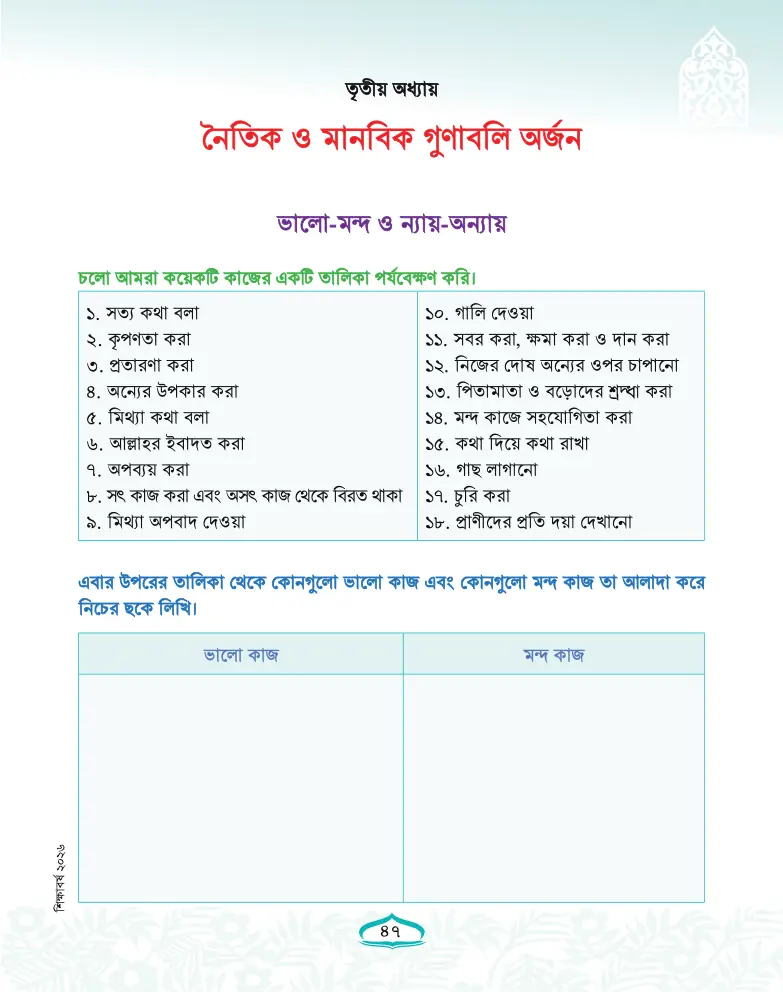 তৃতীয় অধ্যায়
নৈতিক ও মানবিক গুণাবলি অর্জন
ভালো-মন্দ ও ন্যায়-অন্যায়
চলো আমরা কয়েকটি কাজের একটি তালিকা পর্যবেক্ষণ করি।
১. সত্য কথা বলা
২. কৃপণতা করা
৩. প্রতারণা করা
৪. অন্যের উপকার করা
৫. মিথ্যা কথা বলা
৬. আল্লাহর ইবাদত করা
৭. অপব্যয় করা
৮. সৎ কাজ করা এবং অসৎ কাজ থেকে বিরত থাকা
৯. মিথ্যা অপবাদ দেওয়া
১০. গালি দেওয়া
১১. সবর করা, ক্ষমা করা ও দান করা
১২. নিজের দোষ অন্যের ওপর চাপানো
১৩. পিতামাতা ও বড়োদের শ্রদ্ধা করা
১৪. মন্দ কাজে সহযোগিতা করা
১৫. কথা দিয়ে কথা রাখা
১৬. গাছ লাগানো
১৭. চুরি করা
১৮. প্রাণীদের প্রতি দয়া দেখানো
এবার উপরের তালিকা থেকে কোনগুলো ভালো কাজ এবং কোনগুলো মন্দ কাজ তা আলাদা করে
নিচের ছকে লিখি।
ভালো কাজ
মন্দ কাজ
শিক্ষাবর্ষ ২০২৬
৪৭